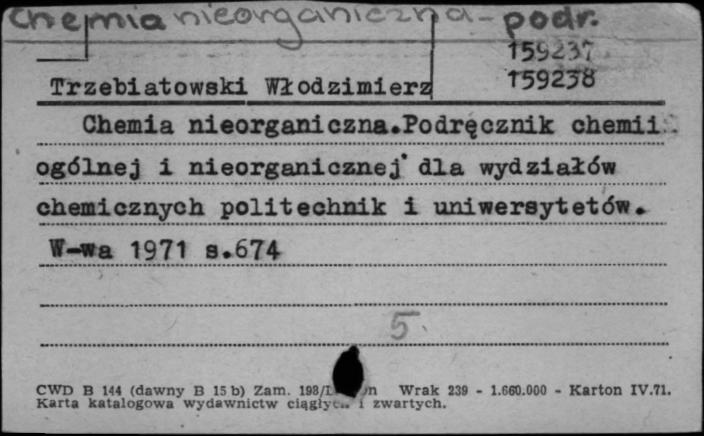 chemia nieorganiczna - podr.
159237
Trzebiatowski Włodzimierz
159238
Chemia nieorganiczna.Podręcznik chemii
ogólnej i nieorganicznej dla wydziałów
chemicznych politechnik i uniwersytetów.
W-wa 1971 s.674
5.
CWD B 144 (dawny B 15 b) Zam. 198/ Wrak 239 - 1.660.000 - Karton IV.71.
Karta katalogowa wydawnictw i zwartych.